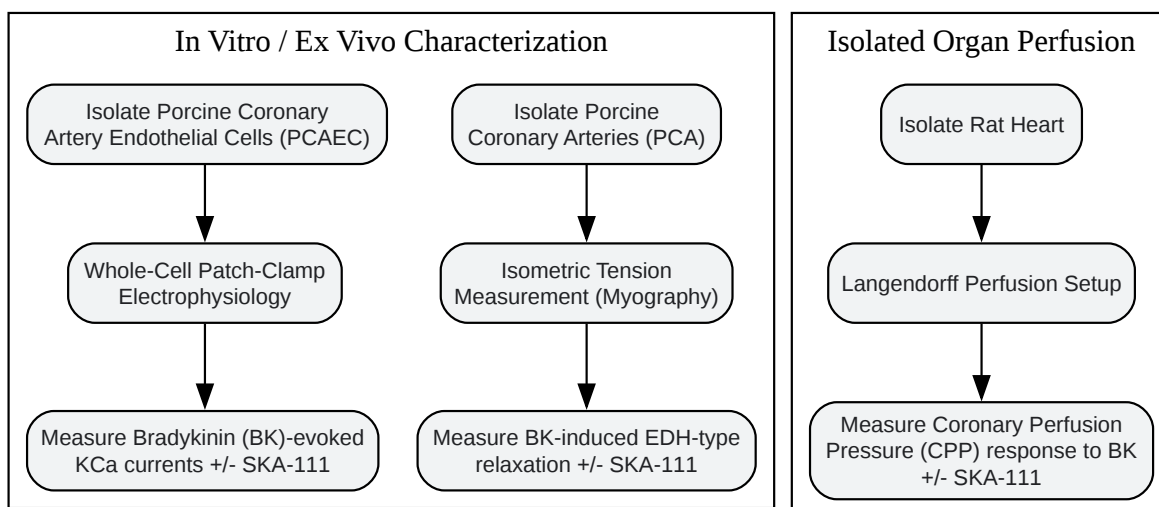 In Vitro / Ex Vivo Characterization
Isolate Porcine Coronary
Artery Endothelial Cells (PCAEC)
Whole-Cell Patch-Clamp
Electrophysiology
Measure Bradykinin (BK)-evoked
KCa currents +/- SKA-111
Isolate Porcine
Coronary Arteries (PCA)
Isometric Tension
Measurement (Myography)
Measure BK-induced EDH-type
relaxation +/- SKA-111
Isolated Organ Perfusion
Isolate Rat Heart
Langendorff Perfusion Setup
Measure Coronary Perfusion
Pressure (CPP) response to BK
+/- SKA-111